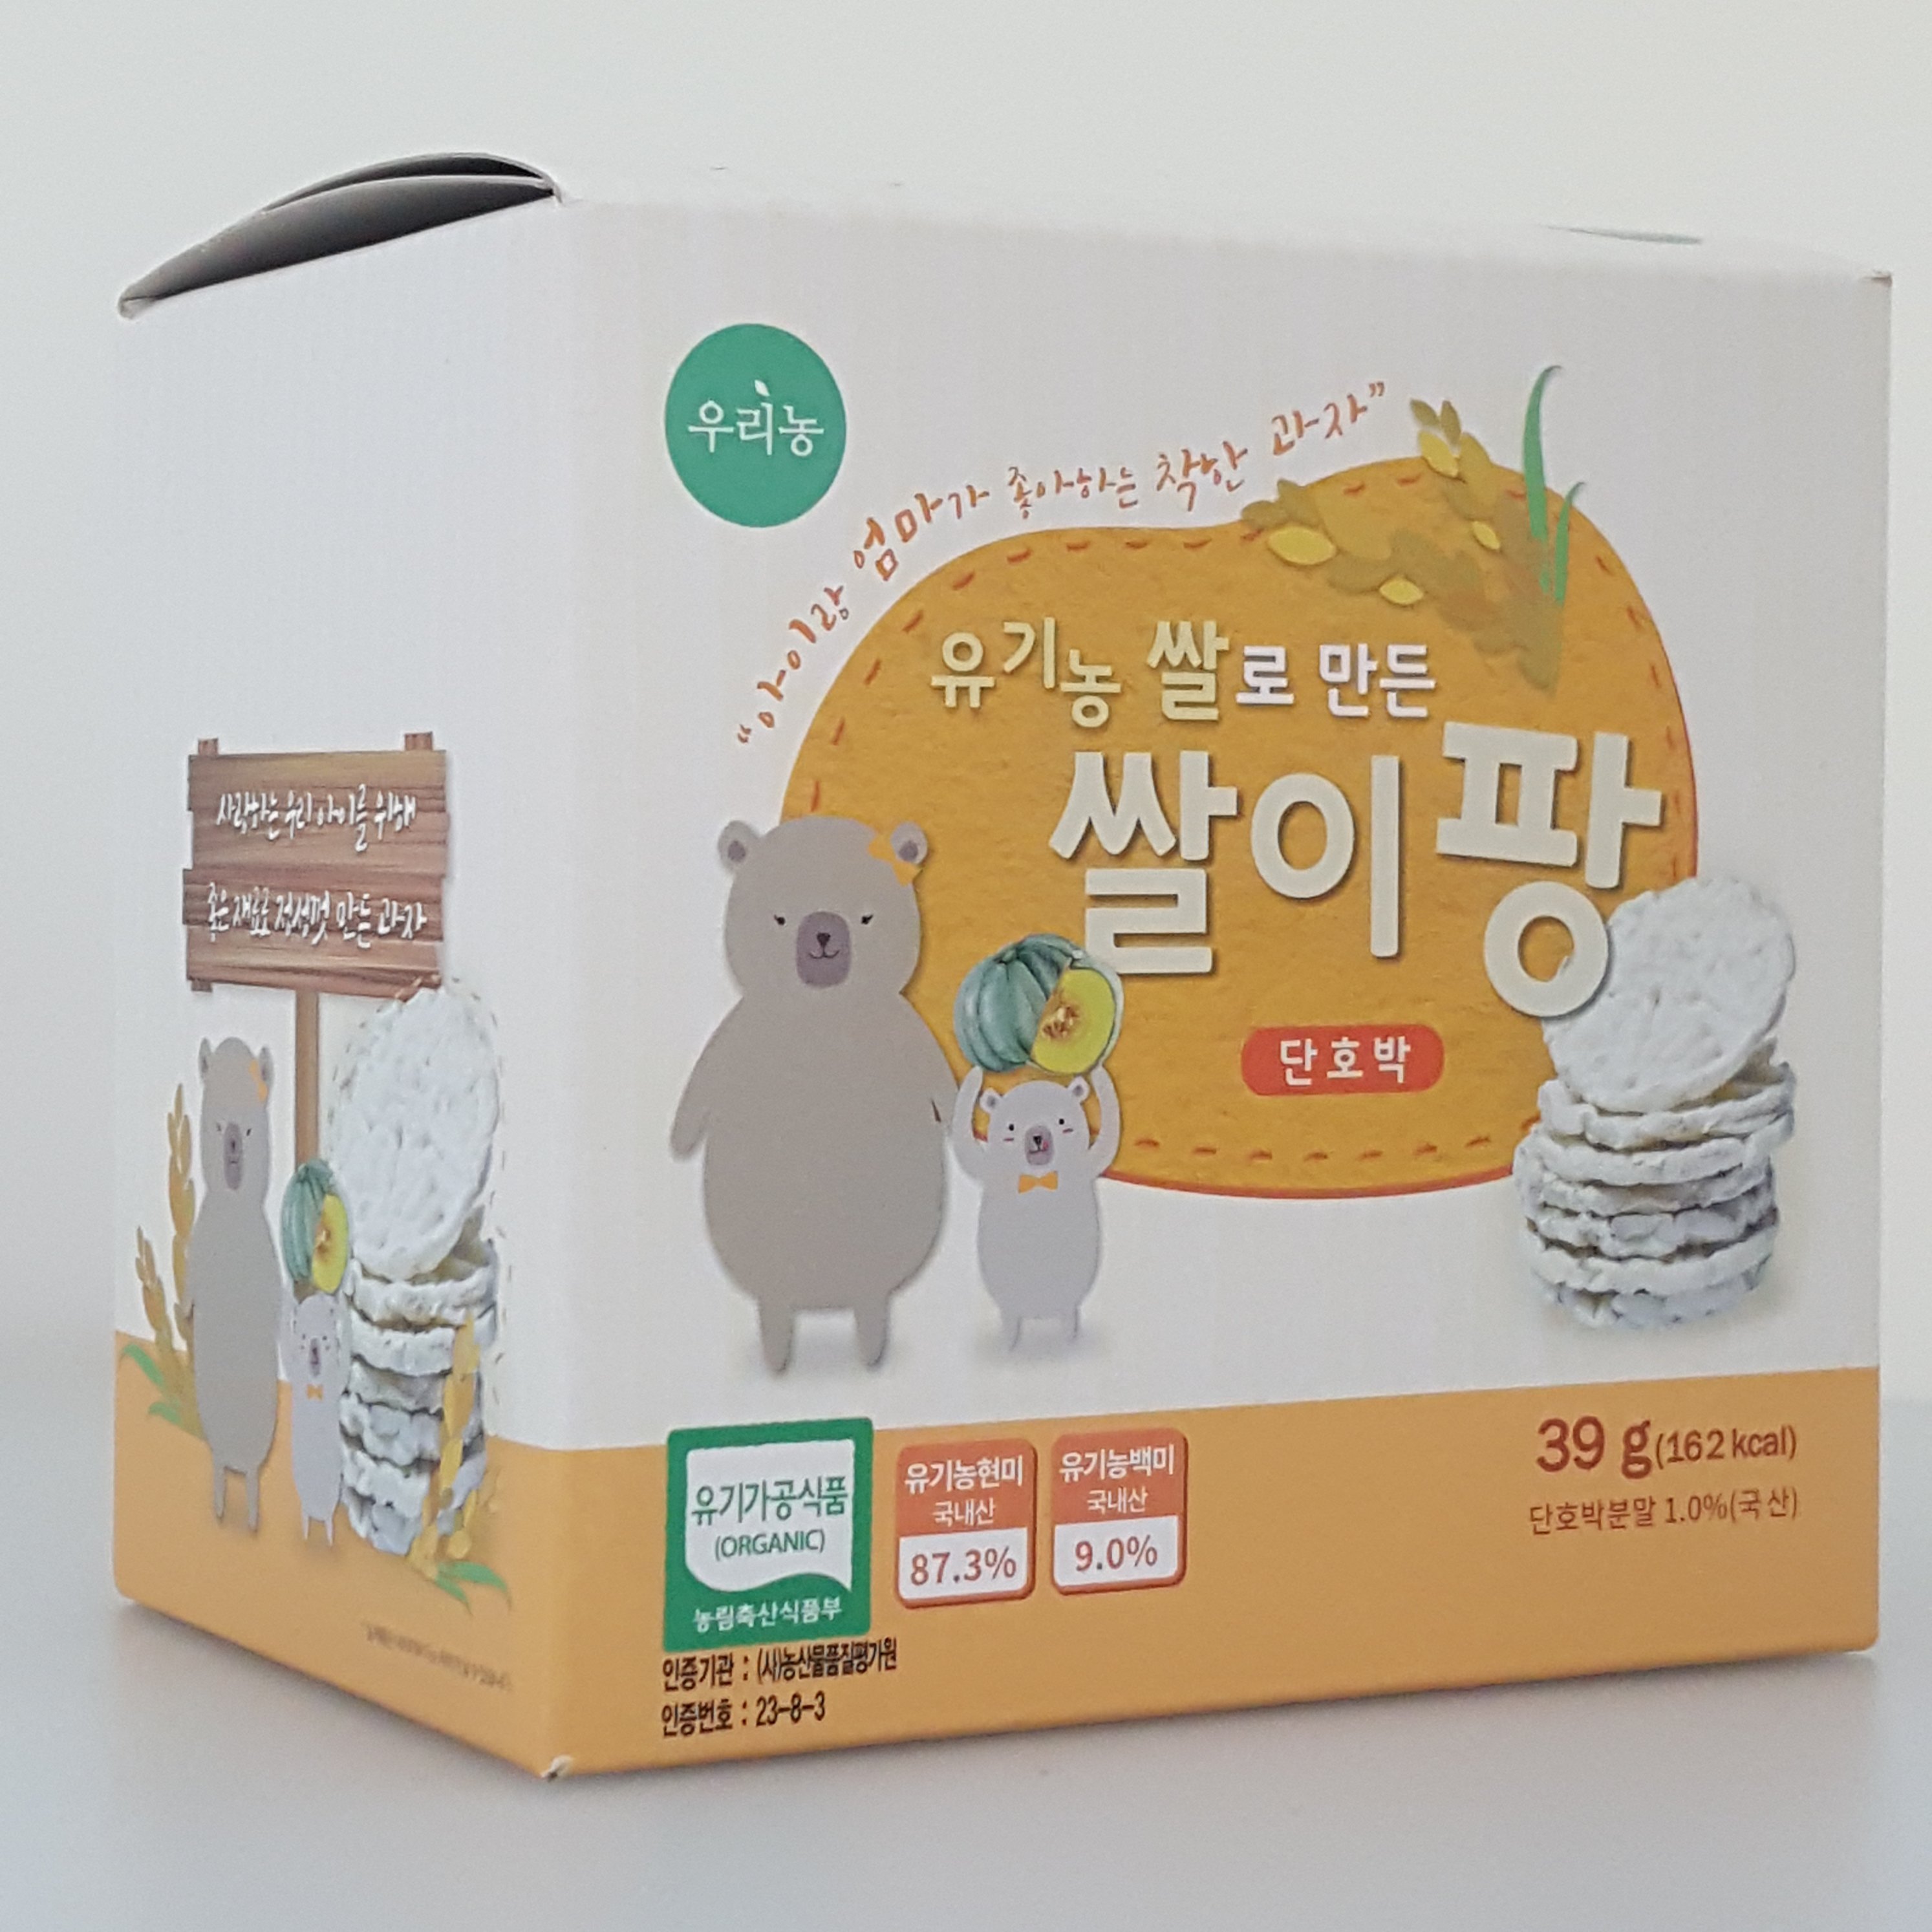 우리농
“아이랑 엄마가 좋아하는 착한 과자”
유기농 쌀로 만든
쌀이팡
단호박
사랑하는 우리 아이를 위해
좋은 재료로 정성껏 만든 과자
유기가공식품
(ORGANIC)
농림축산식품부
유기농현미
국내산
87.3%
유기농백미
국내산
9.0%
39 g(162 kcal)
단호박분말 1.0%(국산)
인증기관 : (사)농산물품질평가원
인증번호 : 23-8-3